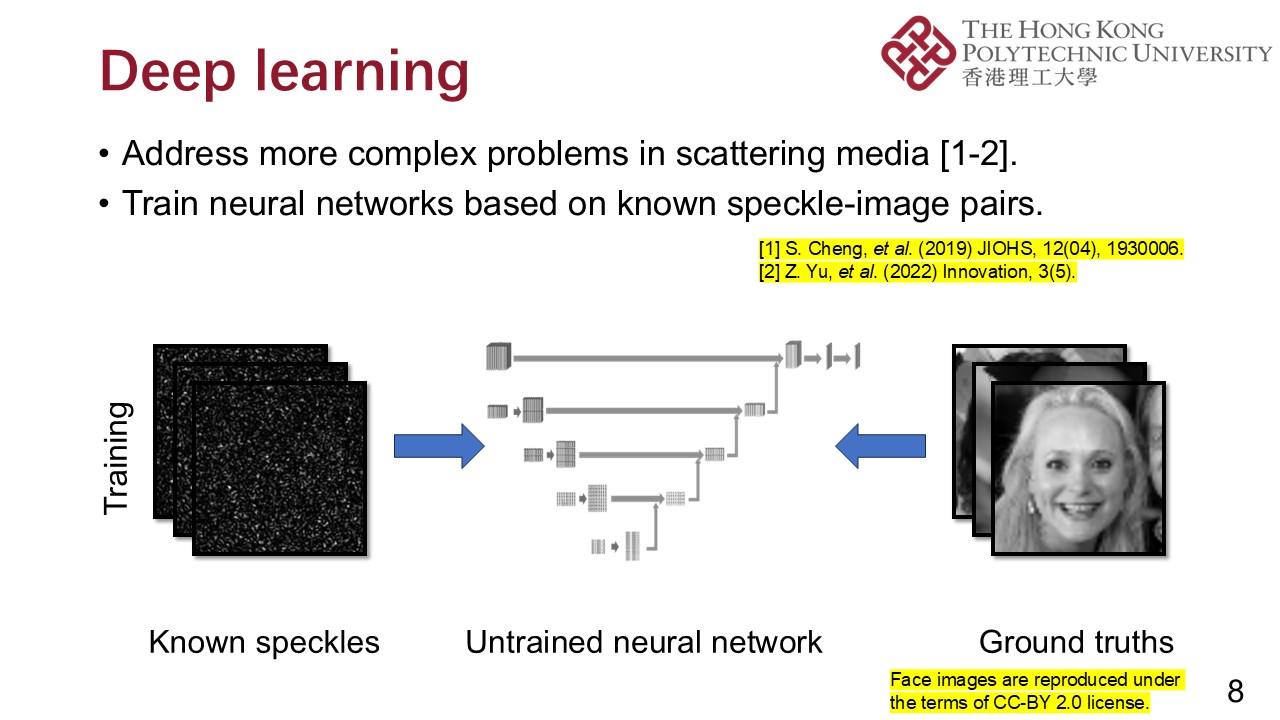 Deep learning
THE HONG KONG
POLYTECHNIC UNIVERSITY
香港理工大學
• Address more complex problems in scattering media [1-2].
• Train neural networks based on known speckle-image pairs.
[1] S. Cheng, et al. (2019) JIOHS, 12(04), 1930006.
[2] Z. Yu, et al. (2022) Innovation, 3(5).
Training
Known speckles
Untrained neural network
Ground truths
Face images are reproduced under
the terms of CC-BY 2.0 license.
8